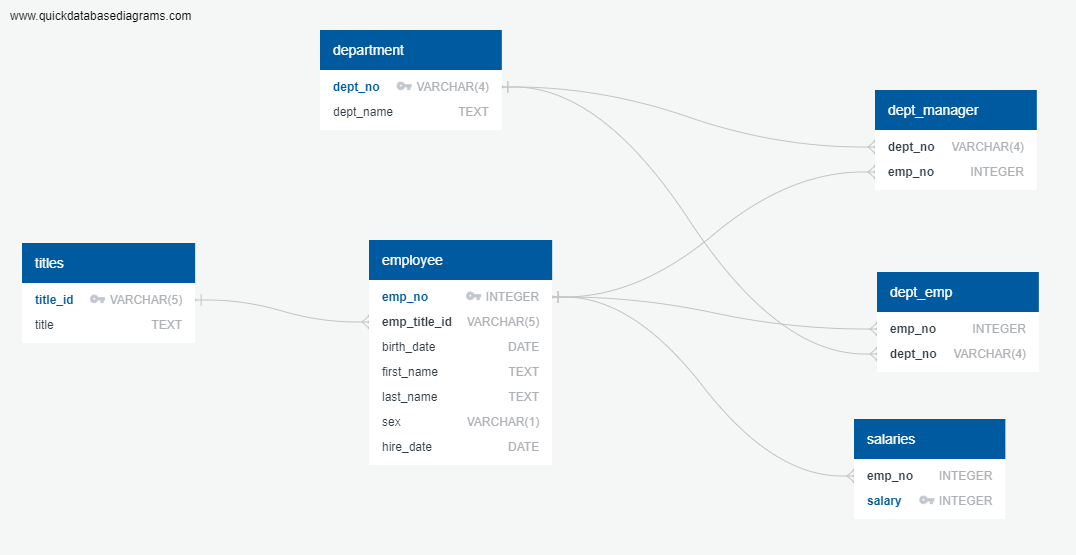 www.quickdatabasediagrams.com
department
dept_no VARCHAR(4)
dept_name TEXT
dept_manager
dept_no VARCHAR(4)
emp_no INTEGER
titles
title_id VARCHAR(5)
title TEXT
employee
emp_no INTEGER
emp_title_id VARCHAR(5)
birth_date DATE
first_name TEXT
last_name TEXT
sex VARCHAR(1)
hire_date DATE
dept_emp
emp_no INTEGER
dept_no VARCHAR(4)
salaries
emp_no INTEGER
salary INTEGER